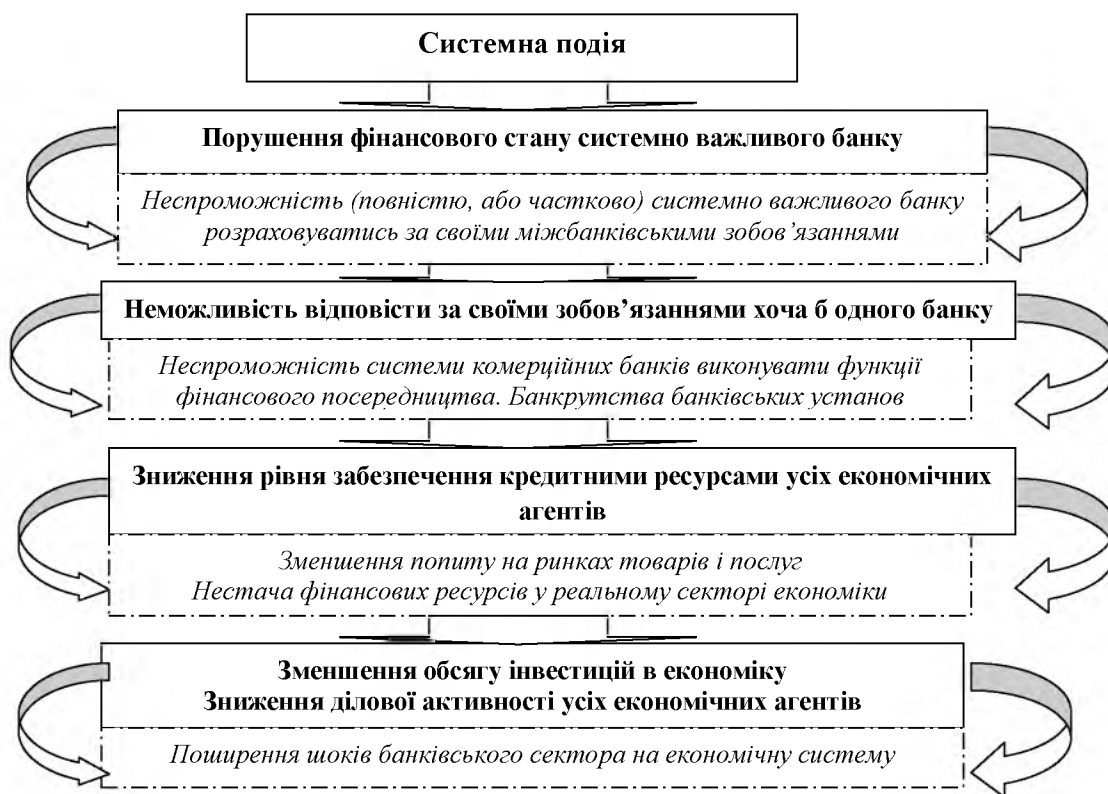 Системна подія
Порушення фінансового стану системно важливого банку
Неспроможність (повністю, або частково) системно важливого банку
розраховуватись за своїми міжбанківськими зобов’язаннями
Неможливість відповісти за своїми зобов’язаннями хоча б одного банку
Неспроможність системи комерційних банків виконувати функції
фінансового посередництва. Банкрутства банківських установ
Зниження рівня забезпечення кредитними ресурсами усіх економічних
агентів
Зменшення попиту на ринках товарів і послуг
Нестача фінансових ресурсів у реальному секторі економіки
Зменшення обсягу інвестицій в економіку
Зниження ділової активності усіх економічних агентів
Поширення шоків банківського сектора на економічну систему